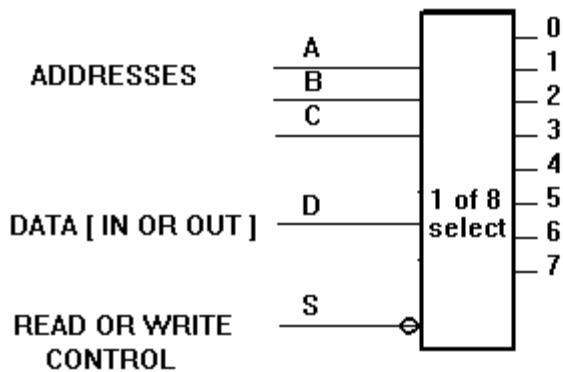 ADDRESSES
A
B
C
DATA [ IN OR OUT ]
D
READ OR WRITE
CONTROL
S
1 of 8
select
0
1
2
3
4
5
6
7